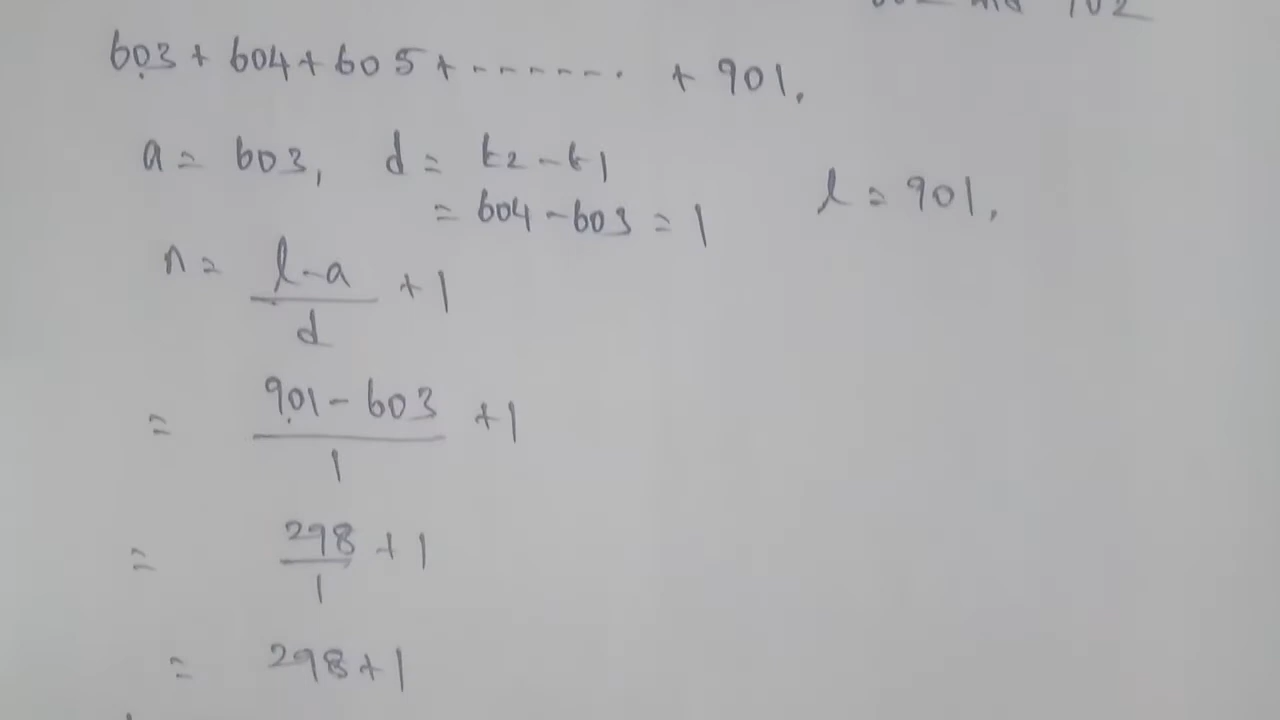 603 + 604 + 605 + ------- + 901.
a = 603, d = t2 - t1
= 604 - 603 = 1
l = 901.
n = l - a / d + 1
= 901 - 603 / 1 + 1
= 298 / 1 + 1
= 298 + 1